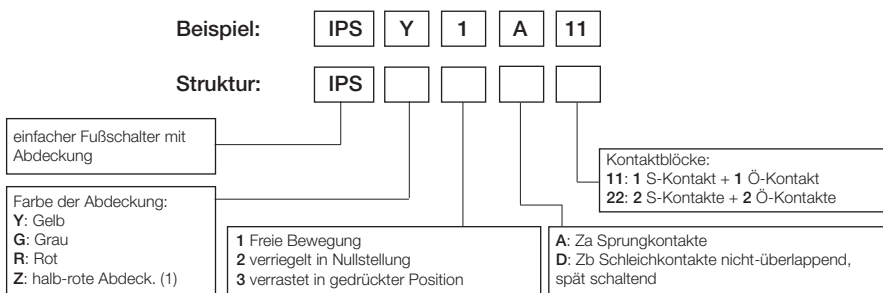 Beispiel: IPS Y 1 A 11
Struktur: IPS
einfacher Fußschalter mit
Abdeckung
Farbe der Abdeckung:
Y: Gelb
G: Grau
R: Rot
Z: halb-rote Abdeck. (1)
1 Freie Bewegung
2 verriegelt in Nullstellung
3 verrastet in gedrückter Position
A: Za Sprungkontakte
D: Zb Schleichkontakte nicht-überlappend,
spät schaltend
Kontaktblöcke:
11: 1 S-Kontakt + 1 Ö-Kontakt
22: 2 S-Kontakte + 2 Ö-Kontakte